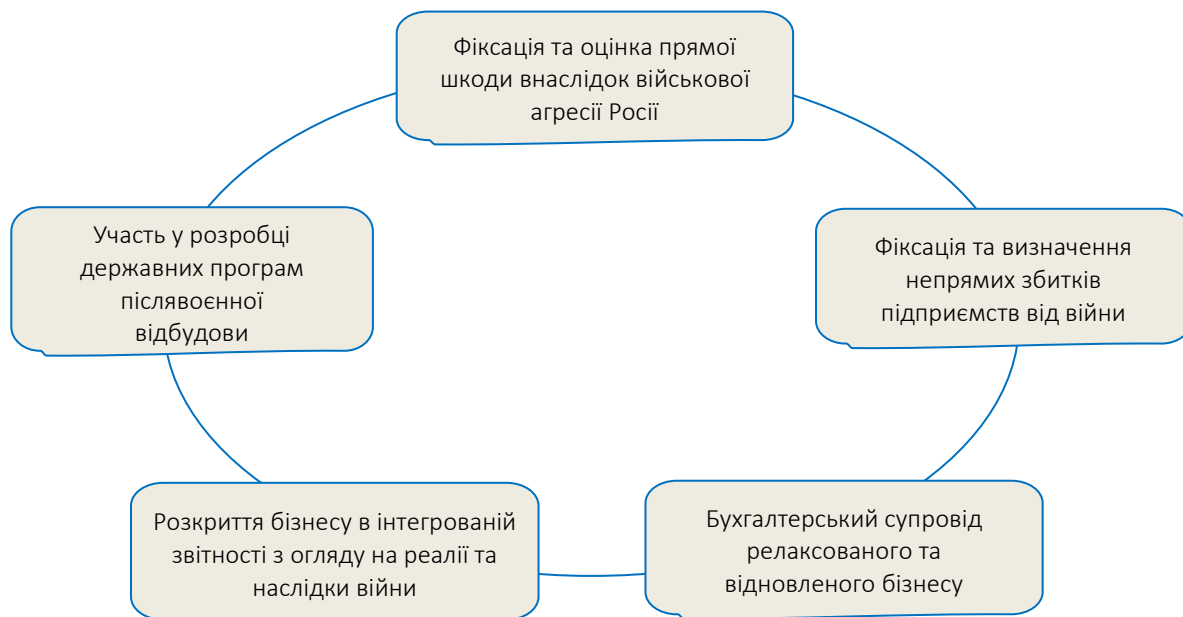 Фіксація та оцінка прямої
шкоди внаслідок військової
агресії Росії
Участь у розробці
державних програм
післявоєнної
відбудови
Фіксація та визначення
непрямих збитків
підприємств від війни
Розкриття бізнесу в інтегрованій
звітності з огляду на реалії та
наслідки війни
Бухгалтерський супровід
релаксованого та
відновленого бізнесу